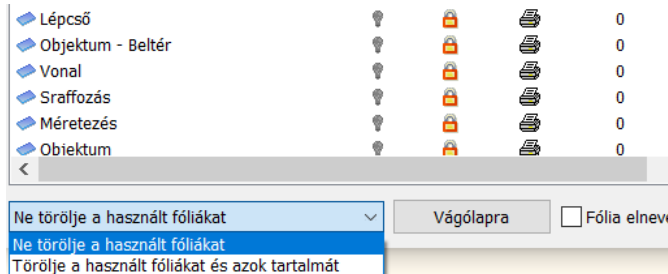 Lépcső 0
Objektum - Beltér 0
Vonal 0
Sraffozás 0
Méretezés 0
Objektum 0
Ne törölje a használt fóliákat Vágólapra Fólia elneve
Ne törölje a használt fóliákat
Törölje a használt fóliákat és azok tartalmát